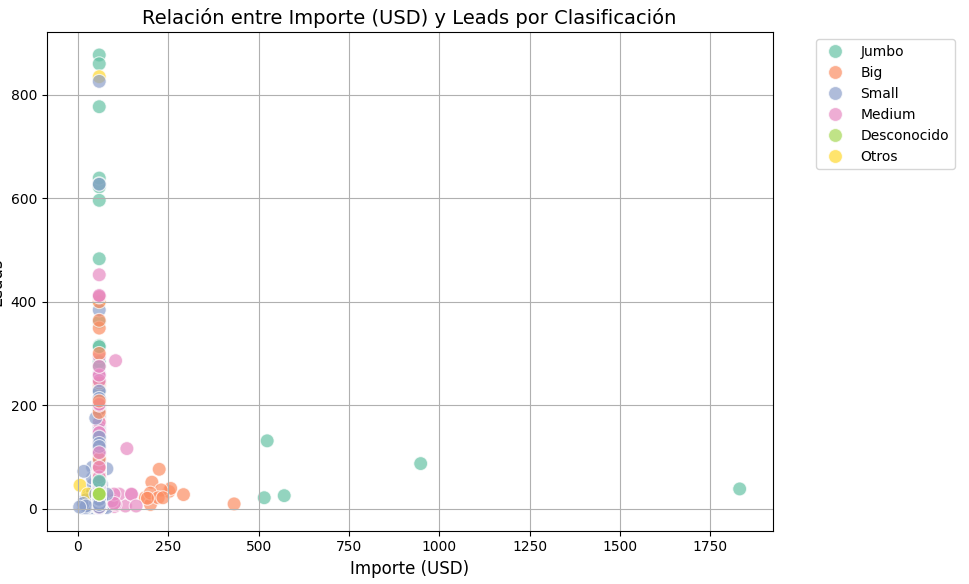 Relación entre Importe (USD) y Leads por Clasificación
Jumbo
Big
Small
Medium
Desconocido
Otros
800
600
400
200
0
Leads
0 250 500 750 1000 1250 1500 1750
Importe (USD)